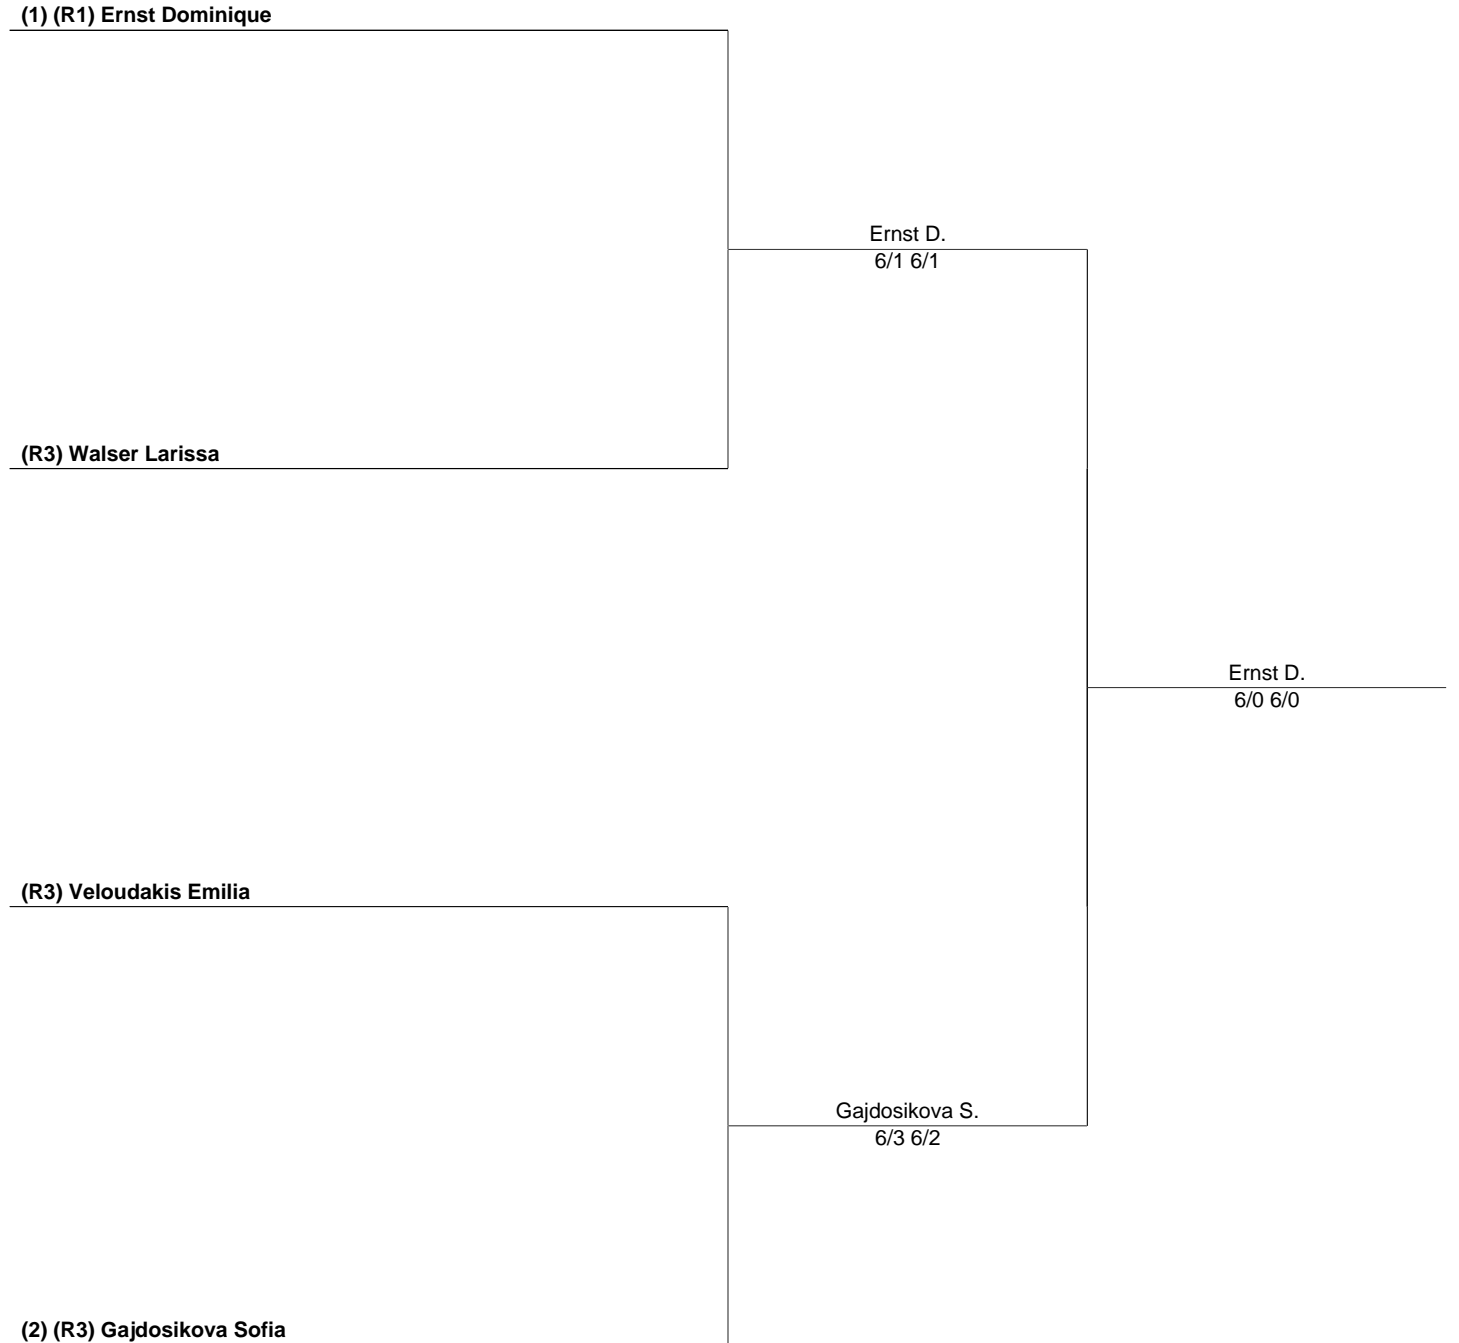 (1) (R1) Ernst Dominique
Ernst D.
6/1 6/1
(R3) Walser Larissa
Ernst D.
6/0 6/0
(R3) Veloudakis Emilia
Gajdosikova S.
6/3 6/2
(2) (R3) Gajdosikova Sofia